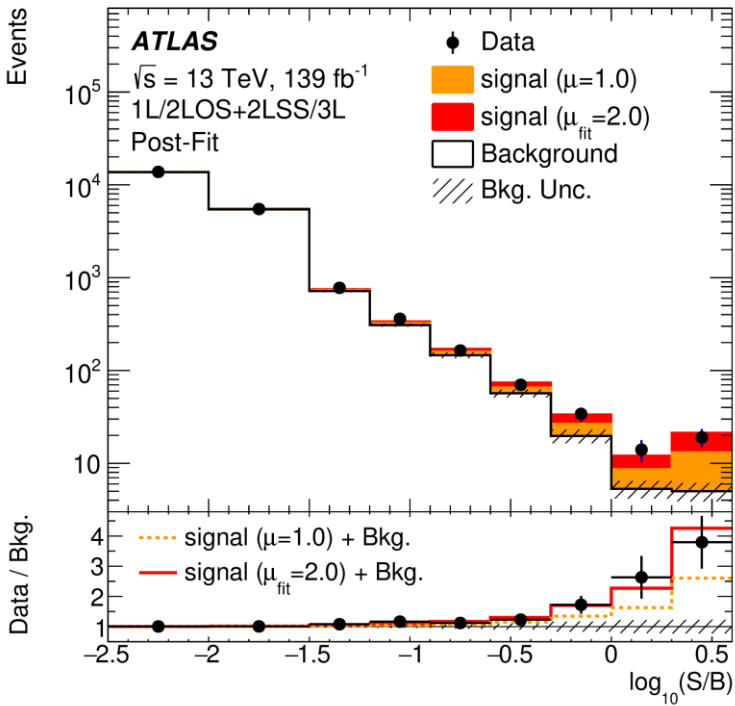 Events
ATLAS
√s = 13 TeV, 139 fb⁻¹
1L/2LOS+2LSS/3L
Post-Fit
Data
signal (μ=1.0)
signal (μ_fit=2.0)
Background
Bkg. Unc.
10⁵
10⁴
10³
10²
10
Data / Bkg.
signal (μ=1.0) + Bkg.
signal (μ_fit=2.0) + Bkg.
4
3
2
1
−2.5 −2 −1.5 −1 −0.5 0 0.5
log₁₀(S/B)